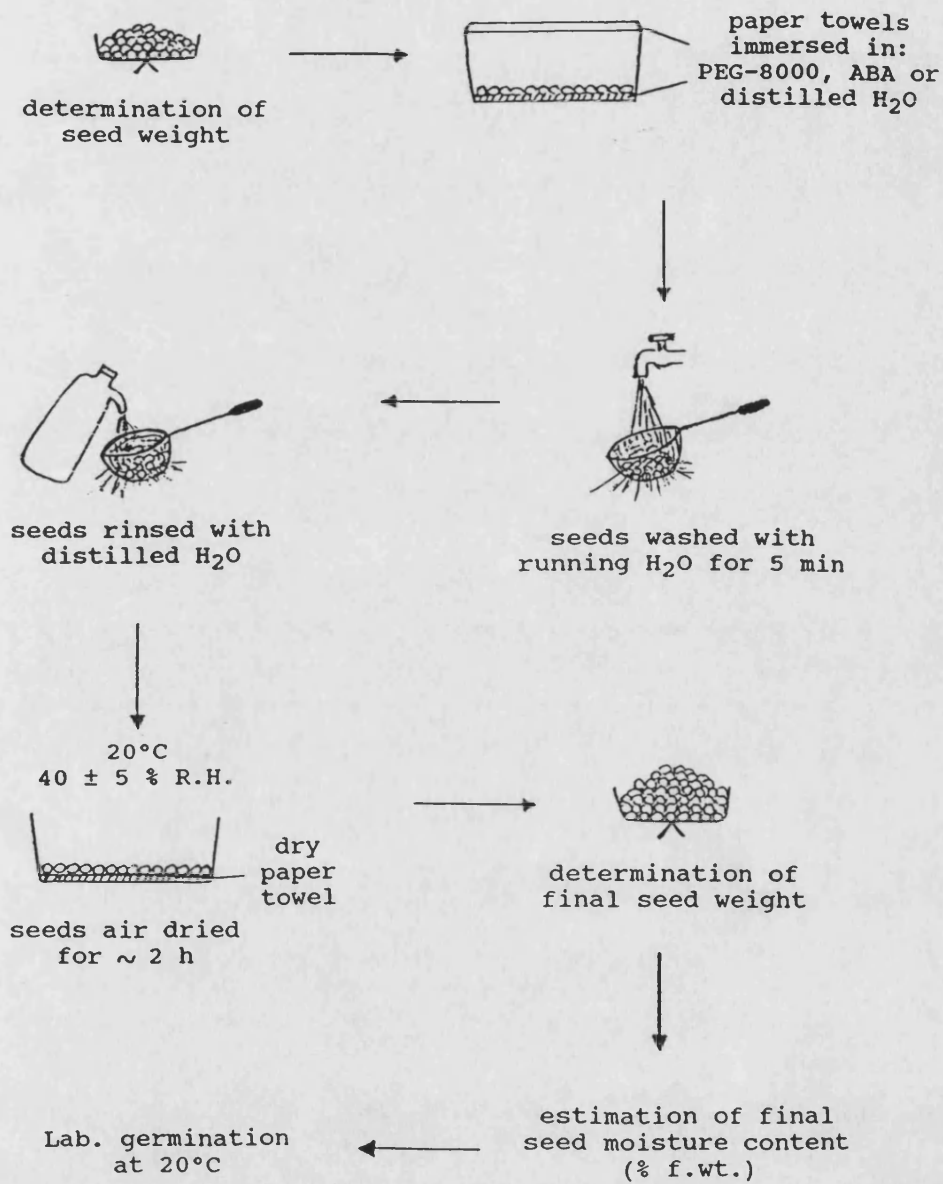 determination of
seed weight
paper towels
immersed in:
PEG-8000, ABA or
distilled H₂O
seeds washed with
running H₂O for 5 min
seeds rinsed with
distilled H₂O
20°C
40 ± 5 % R.H.
dry
paper
towel
seeds air dried
for ~ 2 h
determination of
final seed weight
estimation of final
seed moisture content
(% f.wt.)
Lab. germination
at 20°C